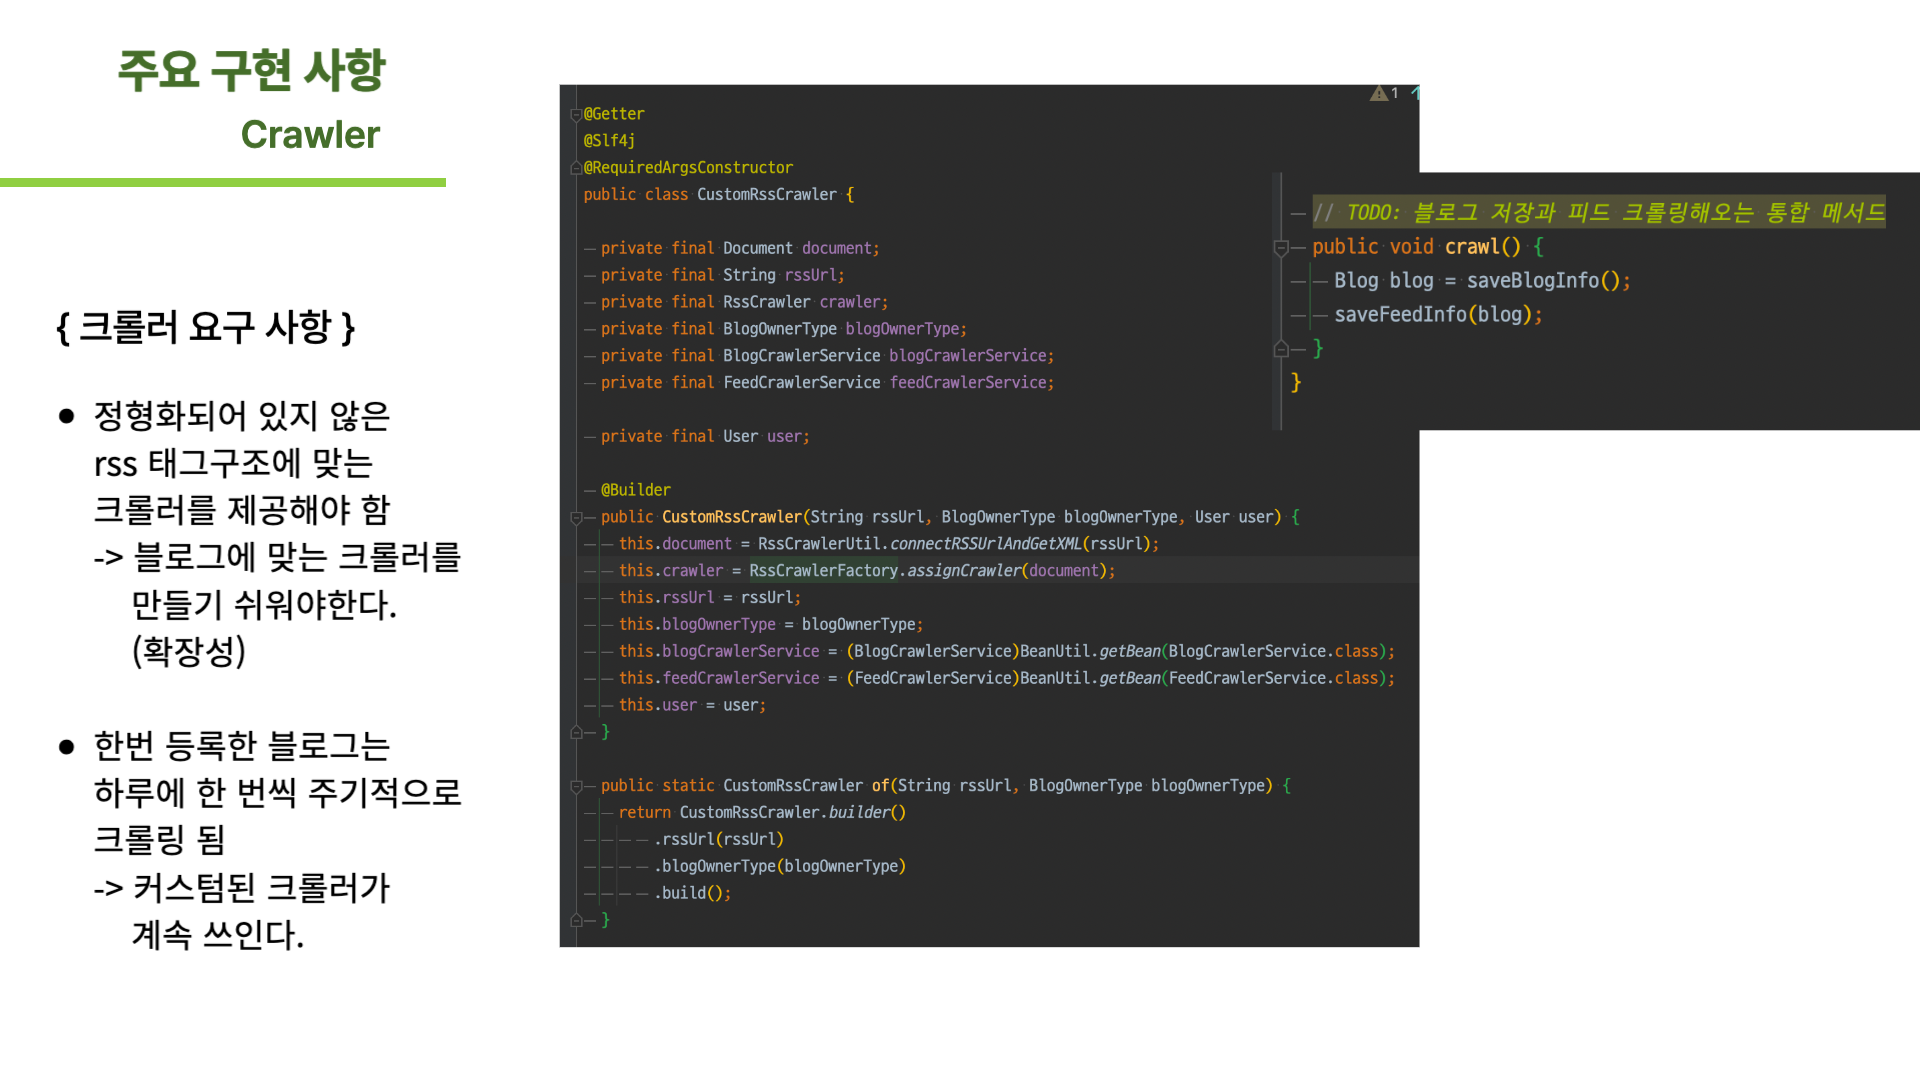 주요 구현 사항
Crawler
{ 크롤러 요구 사항 }
● 정형화되어 있지 않은
rss 태그구조에 맞는
크롤러를 제공해야 함
-> 블로그에 맞는 크롤러를
만들기 쉬워야한다.
(확장성)
● 한번 등록한 블로그는
하루에 한 번씩 주기적으로
크롤링 됨
-> 커스텀된 크롤러가
계속 쓰인다.
1
@Getter
@Slf4j
@RequiredArgsConstructor
public class CustomRssCrawler {
private final Document document;
private final String rssUrl;
private final RssCrawler crawler;
private final BlogOwnerType blogOwnerType;
private final BlogCrawlerService blogCrawlerService;
private final FeedCrawlerService feedCrawlerService;
private final User user;
@Builder
public CustomRssCrawler(String rssUrl, BlogOwnerType blogOwnerType, User user) {
this.document = RssCrawlerUtil.connectRSSUrlAndGetXML(rssUrl);
this.crawler = RssCrawlerFactory.assignCrawler(document);
this.rssUrl = rssUrl;
this.blogOwnerType = blogOwnerType;
this.blogCrawlerService = (BlogCrawlerService)BeanUtil.getBean(BlogCrawlerService.class);
this.feedCrawlerService = (FeedCrawlerService)BeanUtil.getBean(FeedCrawlerService.class);
this.user = user;
}
public static CustomRssCrawler of(String rssUrl, BlogOwnerType blogOwnerType) {
return CustomRssCrawler.builder()
.rssUrl(rssUrl)
.blogOwnerType(blogOwnerType)
.build();
}
// TODO: 블로그 저장과 피드 크롤링해오는 통합 메서드
public void crawl() {
Blog blog = saveBlogInfo();
saveFeedInfo(blog);
}
}